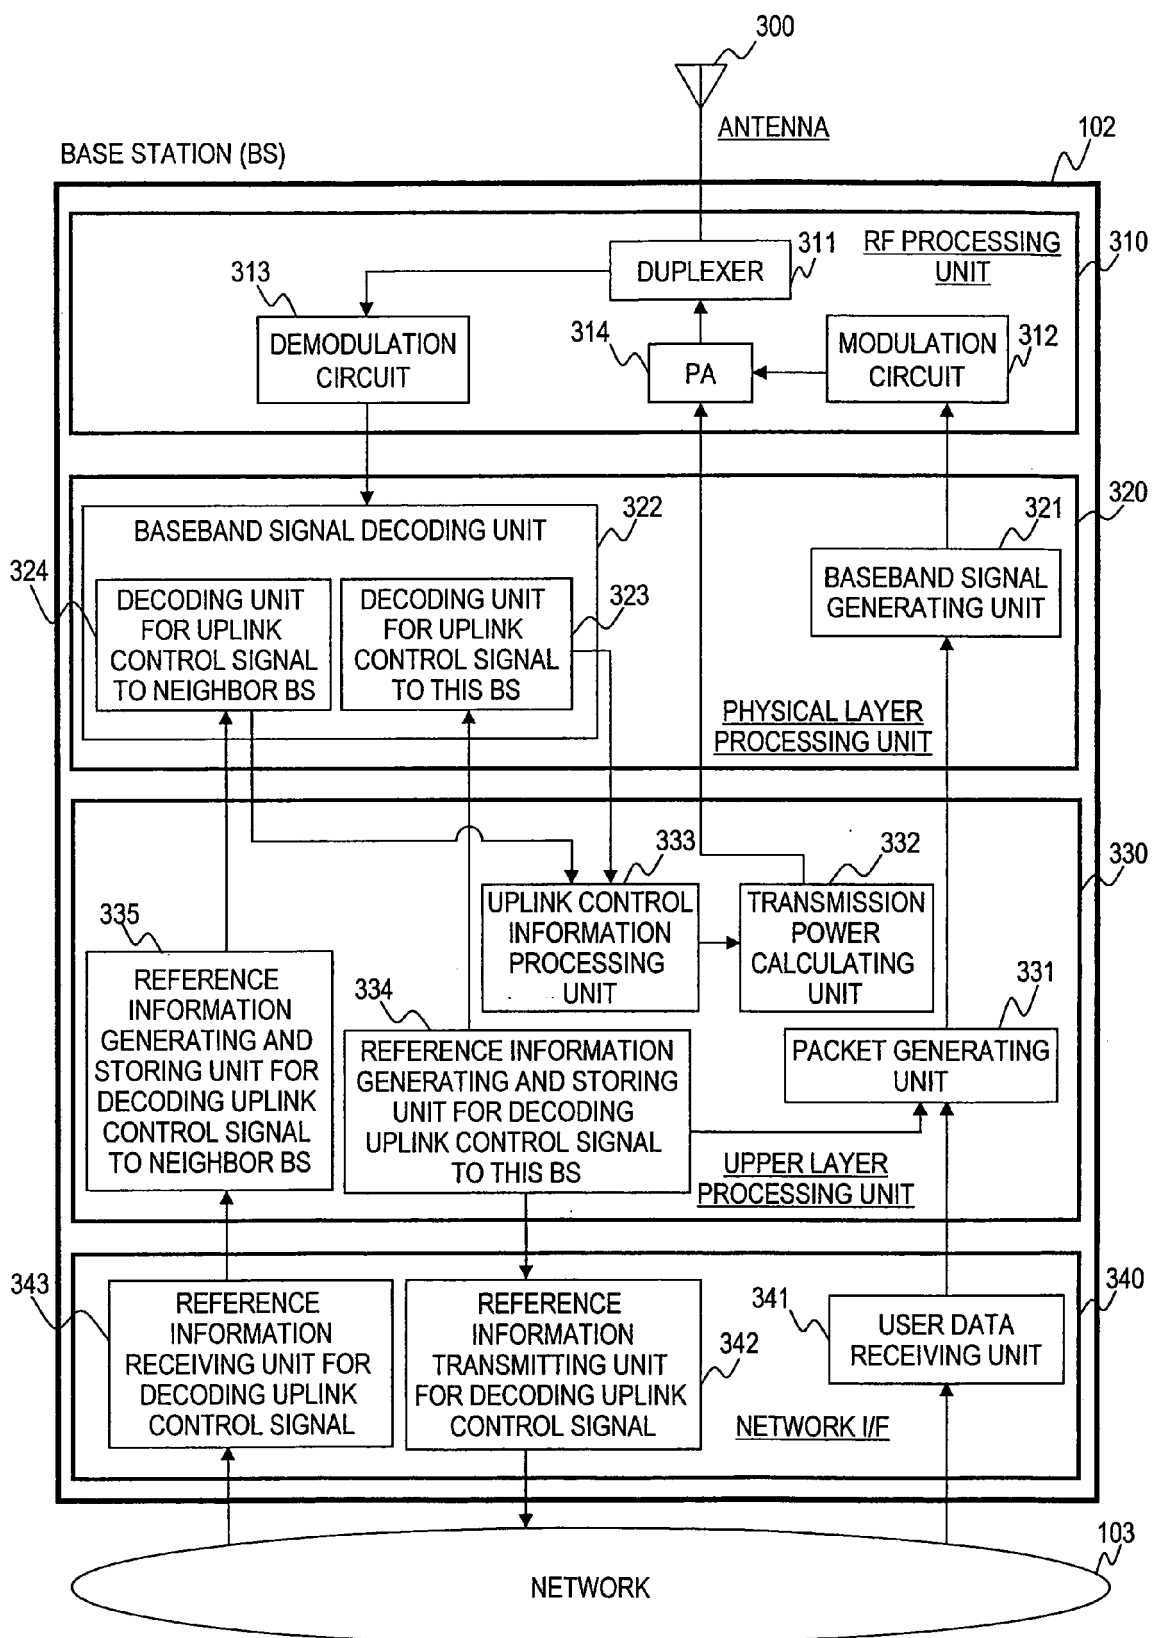 300
ANTENNA
102
BASE STATION (BS)
RF PROCESSING
UNIT
310
311
DUPLEXER
313
DEMODULATION
CIRCUIT
314
PA
MODULATION
CIRCUIT
312
320
322
BASEBAND SIGNAL DECODING UNIT
321
BASEBAND SIGNAL
GENERATING UNIT
324
DECODING UNIT
FOR UPLINK
CONTROL SIGNAL
TO NEIGHBOR BS
DECODING UNIT
FOR UPLINK
CONTROL SIGNAL
TO THIS BS
323
PHYSICAL LAYER
PROCESSING UNIT
330
333
UPLINK CONTROL
INFORMATION
PROCESSING
UNIT
332
TRANSMISSION
POWER
CALCULATING
UNIT
335
REFERENCE
INFORMATION
GENERATING AND
STORING UNIT FOR
DECODING UPLINK
CONTROL SIGNAL
TO NEIGHBOR BS
334
REFERENCE INFORMATION
GENERATING AND STORING
UNIT FOR DECODING
UPLINK CONTROL SIGNAL
TO THIS BS
331
PACKET GENERATING
UNIT
UPPER LAYER
PROCESSING UNIT
343
REFERENCE
INFORMATION
RECEIVING UNIT FOR
DECODING UPLINK
CONTROL SIGNAL
REFERENCE
INFORMATION
TRANSMITTING UNIT
FOR DECODING UPLINK
CONTROL SIGNAL
342
341
USER DATA
RECEIVING UNIT
340
NETWORK I/F
103
NETWORK